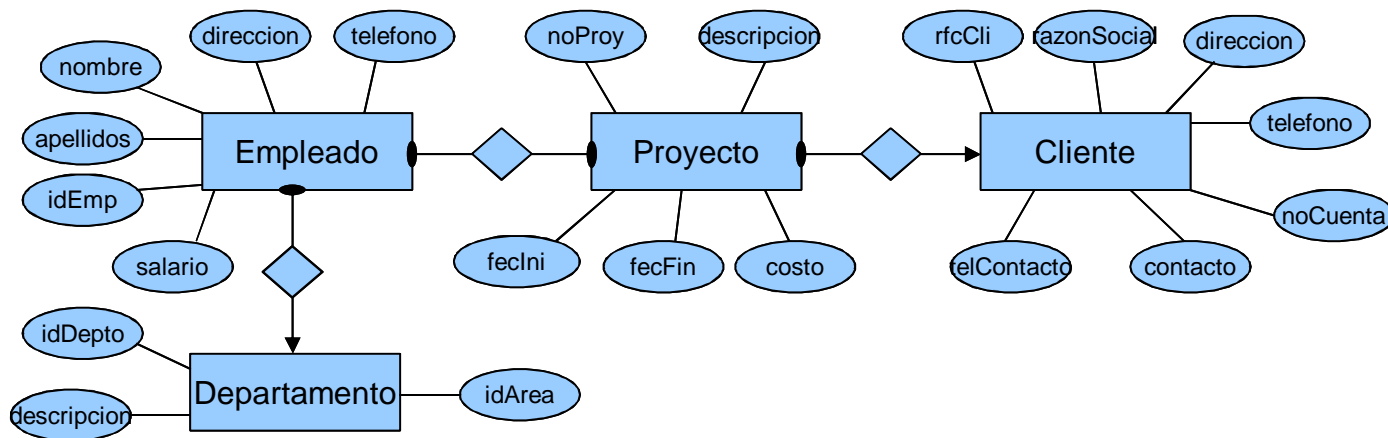 direccion
telefono
noProy
descripcion
rfcCli
razonSocial
direccion
nombre
apellidos
Empleado
Proyecto
Cliente
telefono
idEmp
noCuenta
salario
fecIni
fecFin
costo
telContacto
contacto
idDepto
Departamento
idArea
descripcion